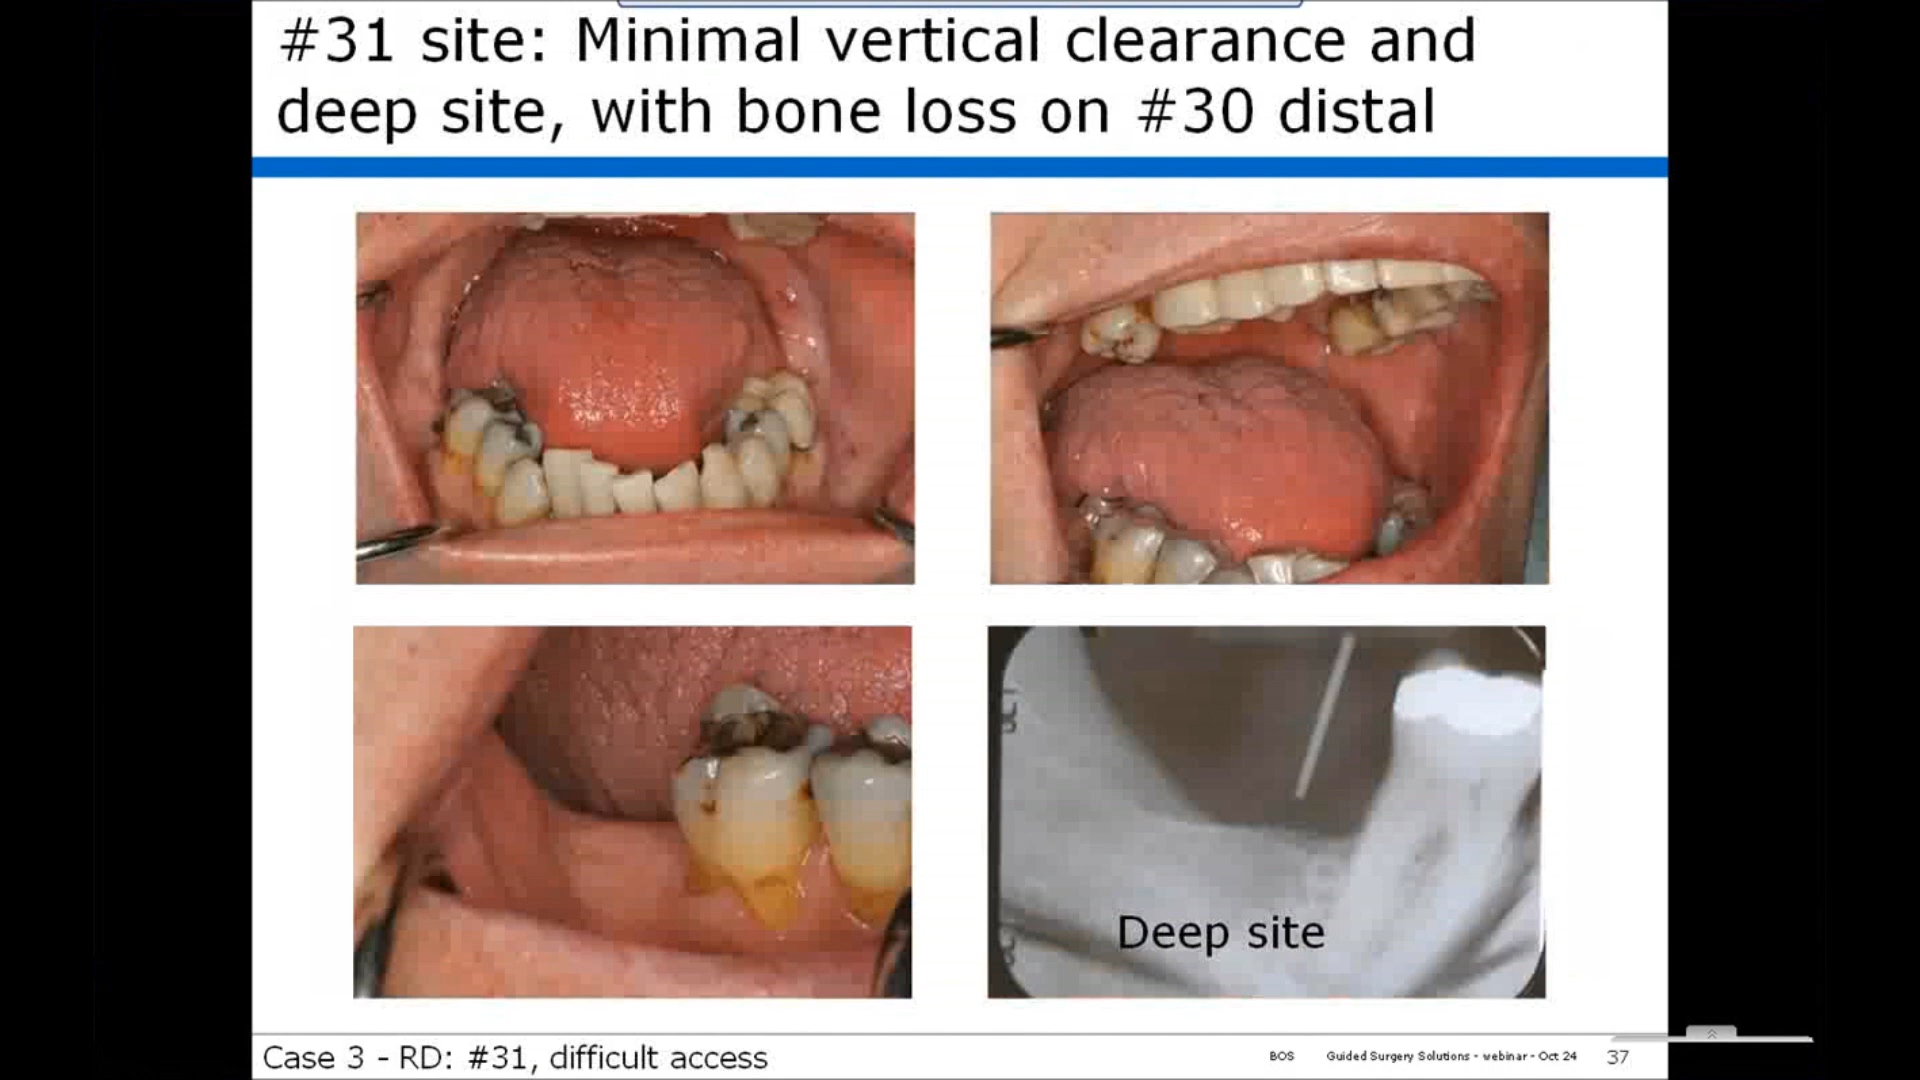 #31 site: Minimal vertical clearance and
deep site, with bone loss on #30 distal
Deep site
Case 3 - RD: #31, difficult access
BOS Guided Surgery Solutions - webinar - Oct 24 37